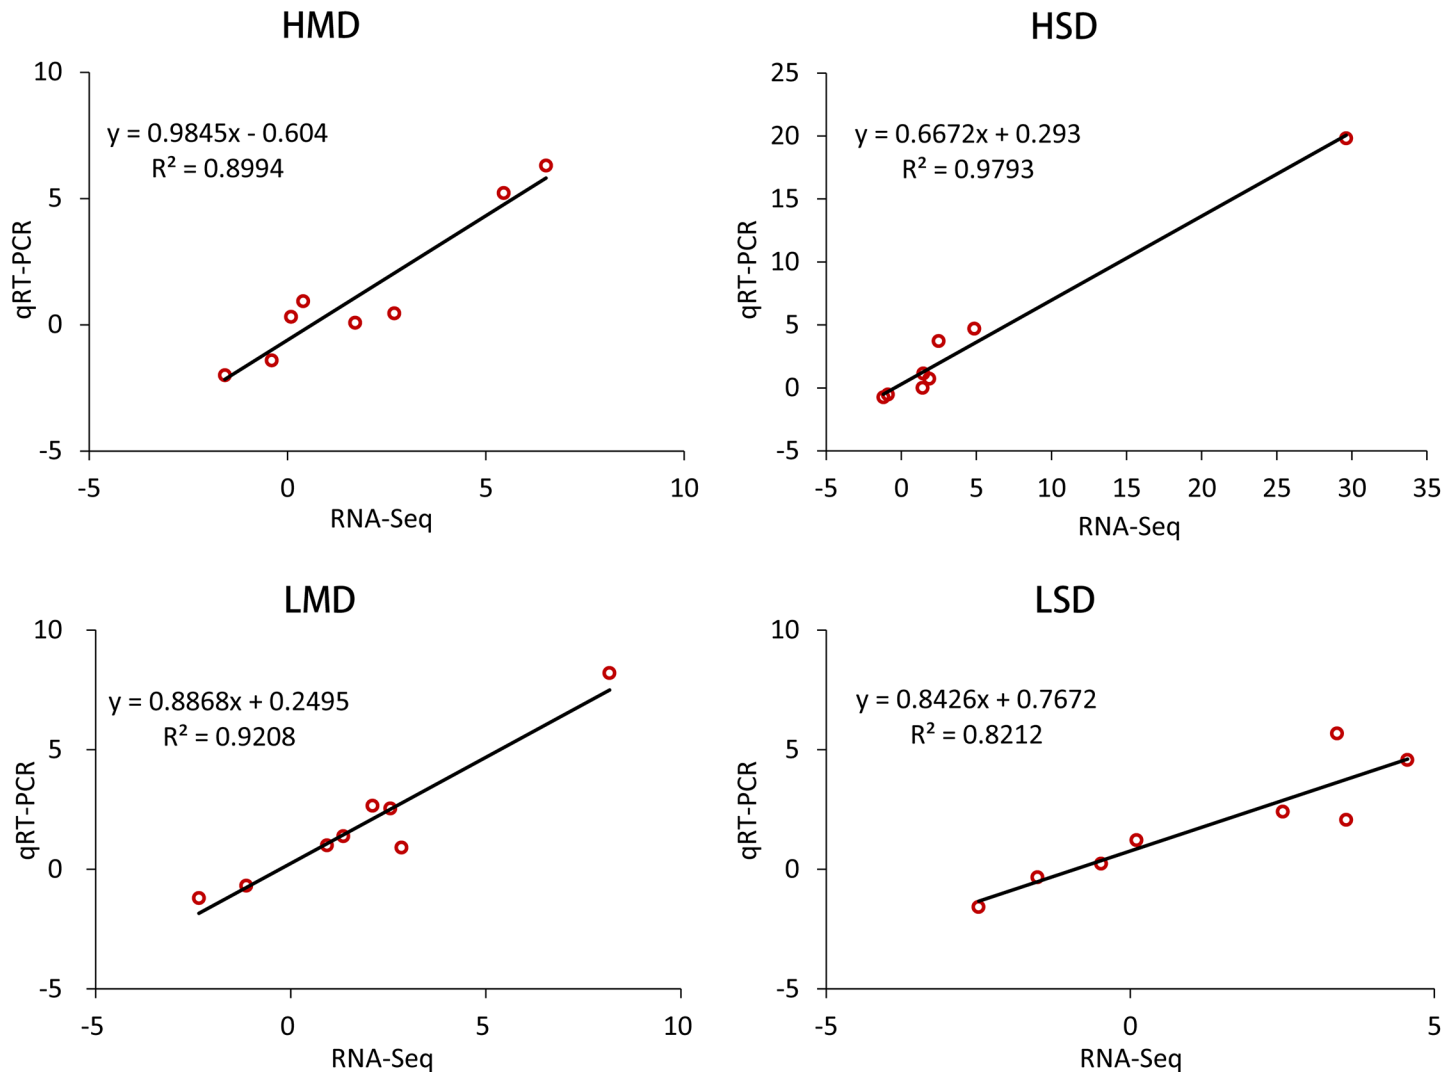 HMD
10
5
0
-5
y = 0.9845x - 0.604
R² = 0.8994
qRT-PCR
-5 0 5 10
RNA-Seq
HSD
25
20
15
10
5
0
-5
y = 0.6672x + 0.293
R² = 0.9793
qRT-PCR
-5 0 5 10 15 20 25 30 35
RNA-Seq
LMD
10
5
0
-5
y = 0.8868x + 0.2495
R² = 0.9208
qRT-PCR
-5 0 5 10
RNA-Seq
LSD
10
5
0
-5
y = 0.8426x + 0.7672
R² = 0.8212
qRT-PCR
-5 0 5
RNA-Seq